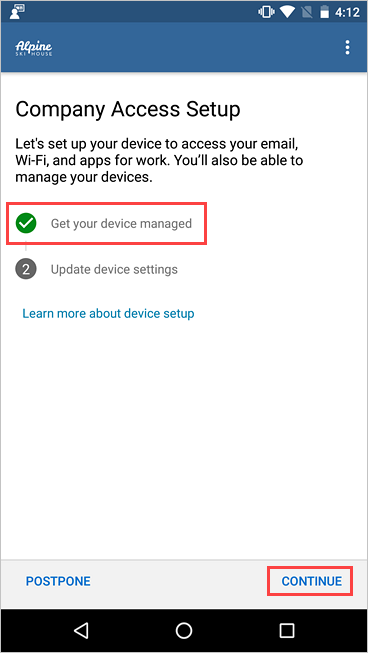 4:12
Alpine
SKI HOUSE
Company Access Setup
Let's set up your device to access your email,
Wi-Fi, and apps for work. You’ll also be able to
manage your devices.
Get your device managed
2 Update device settings
Learn more about device setup
POSTPONE CONTINUE